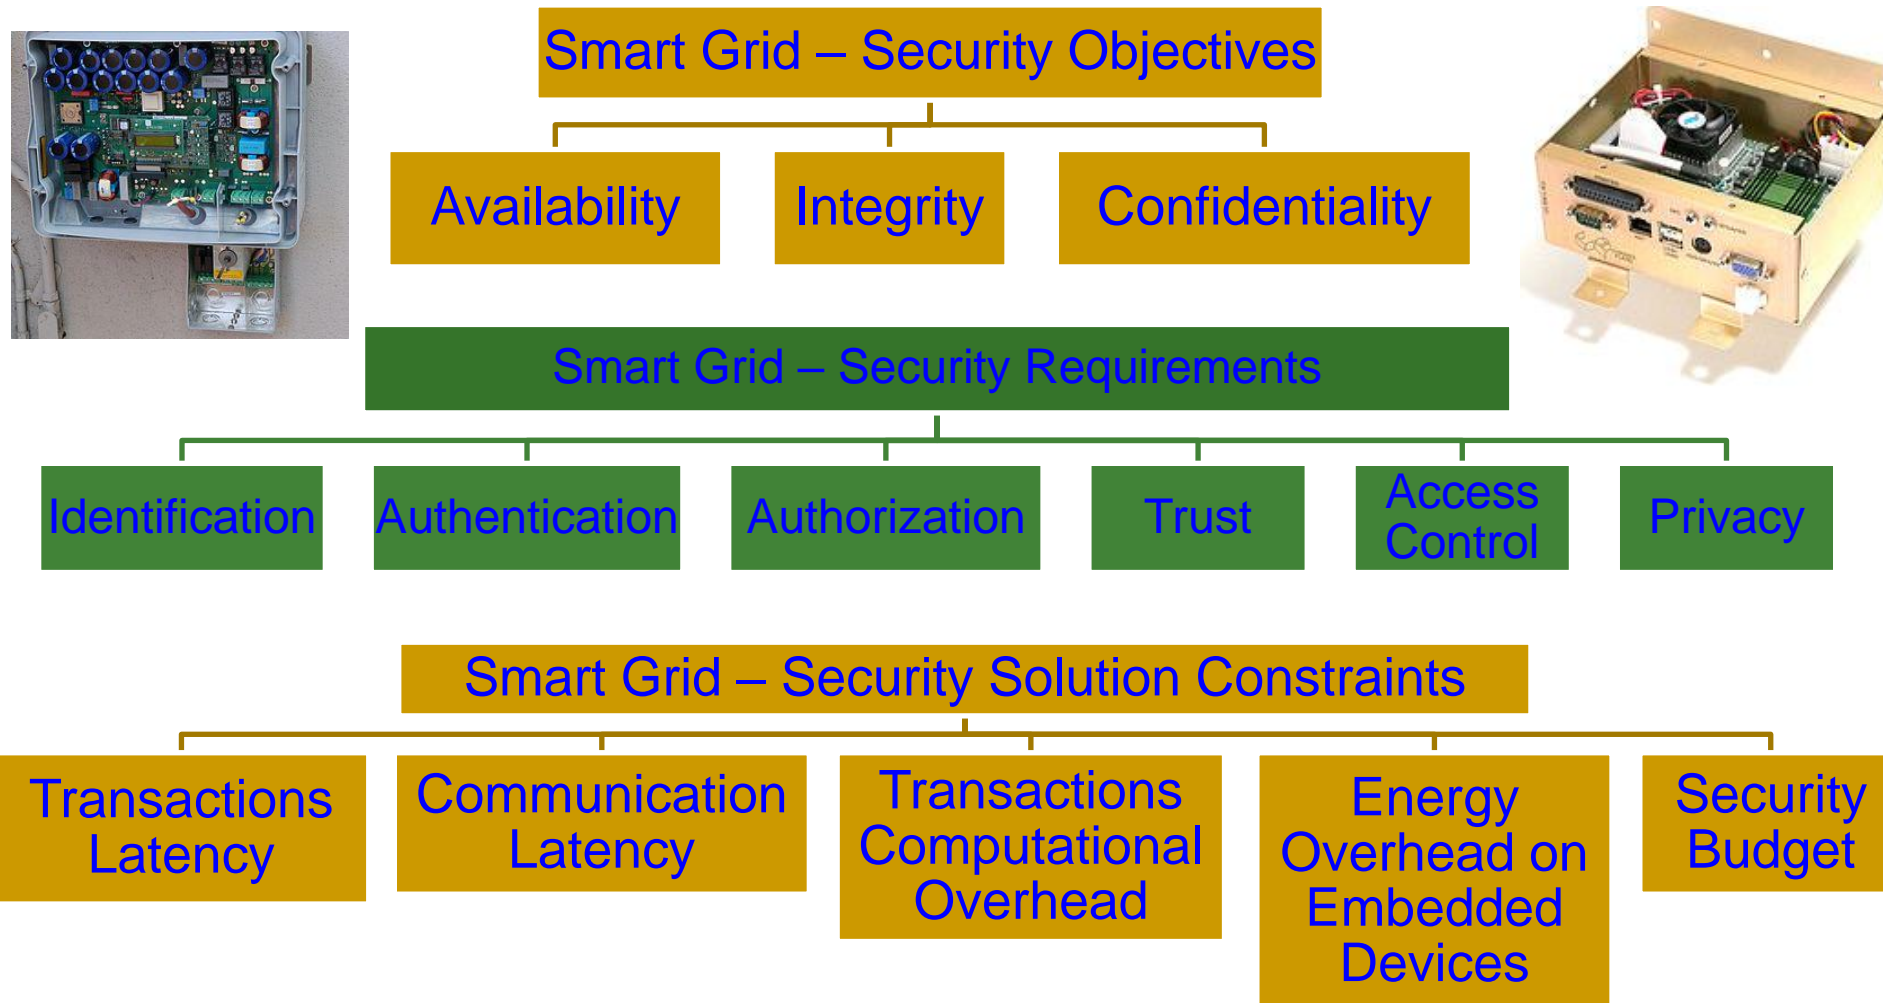 Smart Grid – Security Objectives
Availability
Integrity
Confidentiality
Smart Grid – Security Requirements
Identification
Authentication
Authorization
Trust
Access
Control
Privacy
Smart Grid – Security Solution Constraints
Transactions
Latency
Communication
Latency
Transactions
Computational
Overhead
Energy
Overhead on
Embedded
Devices
Security
Budget